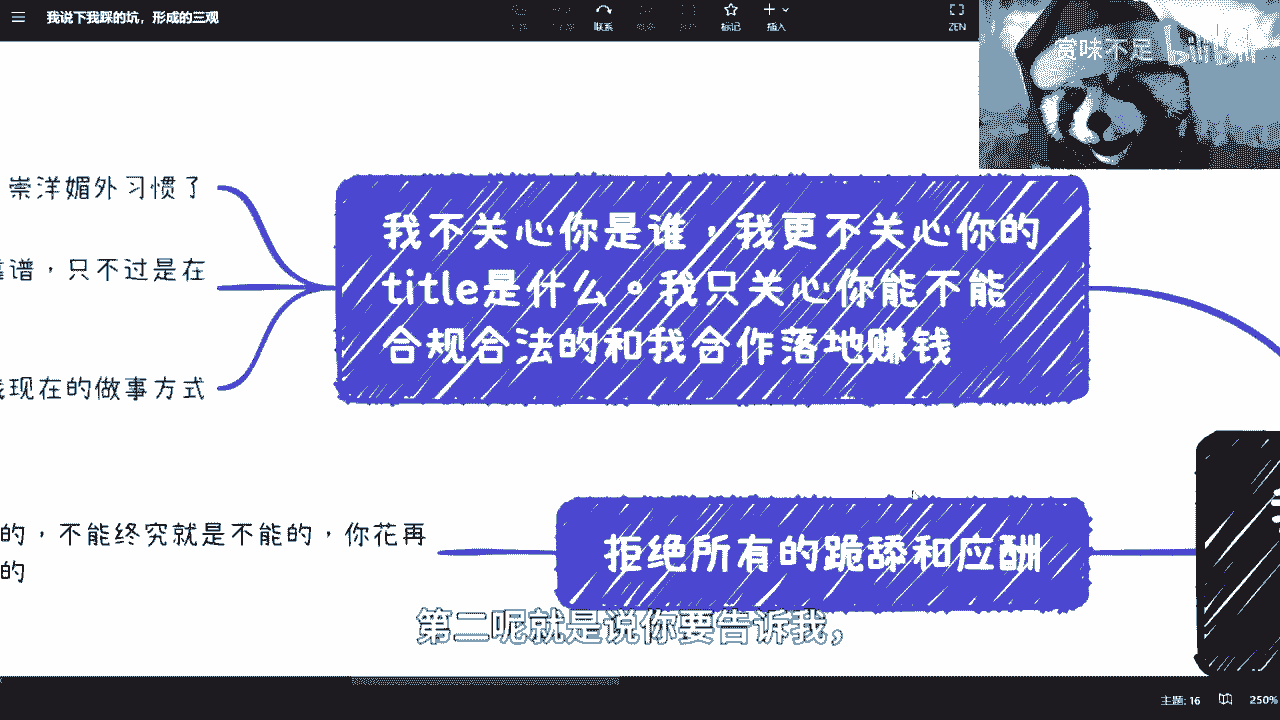 我说下我踩的坑，形成的三观
联系
标记
插入
ZEN
赏味不足 bilibili
崇洋媚外习惯了
我不关心你是谁，我更不关心你的
title是什么。我只关心你能不能
合规合法的和我合作落地赚钱
谱，只不过是在
现在的做事方式
的，不能终究就是不能的，你花再
的
拒绝所有的跪舔和应酬
第二呢就是说你要告诉我，
主题: 16
250%